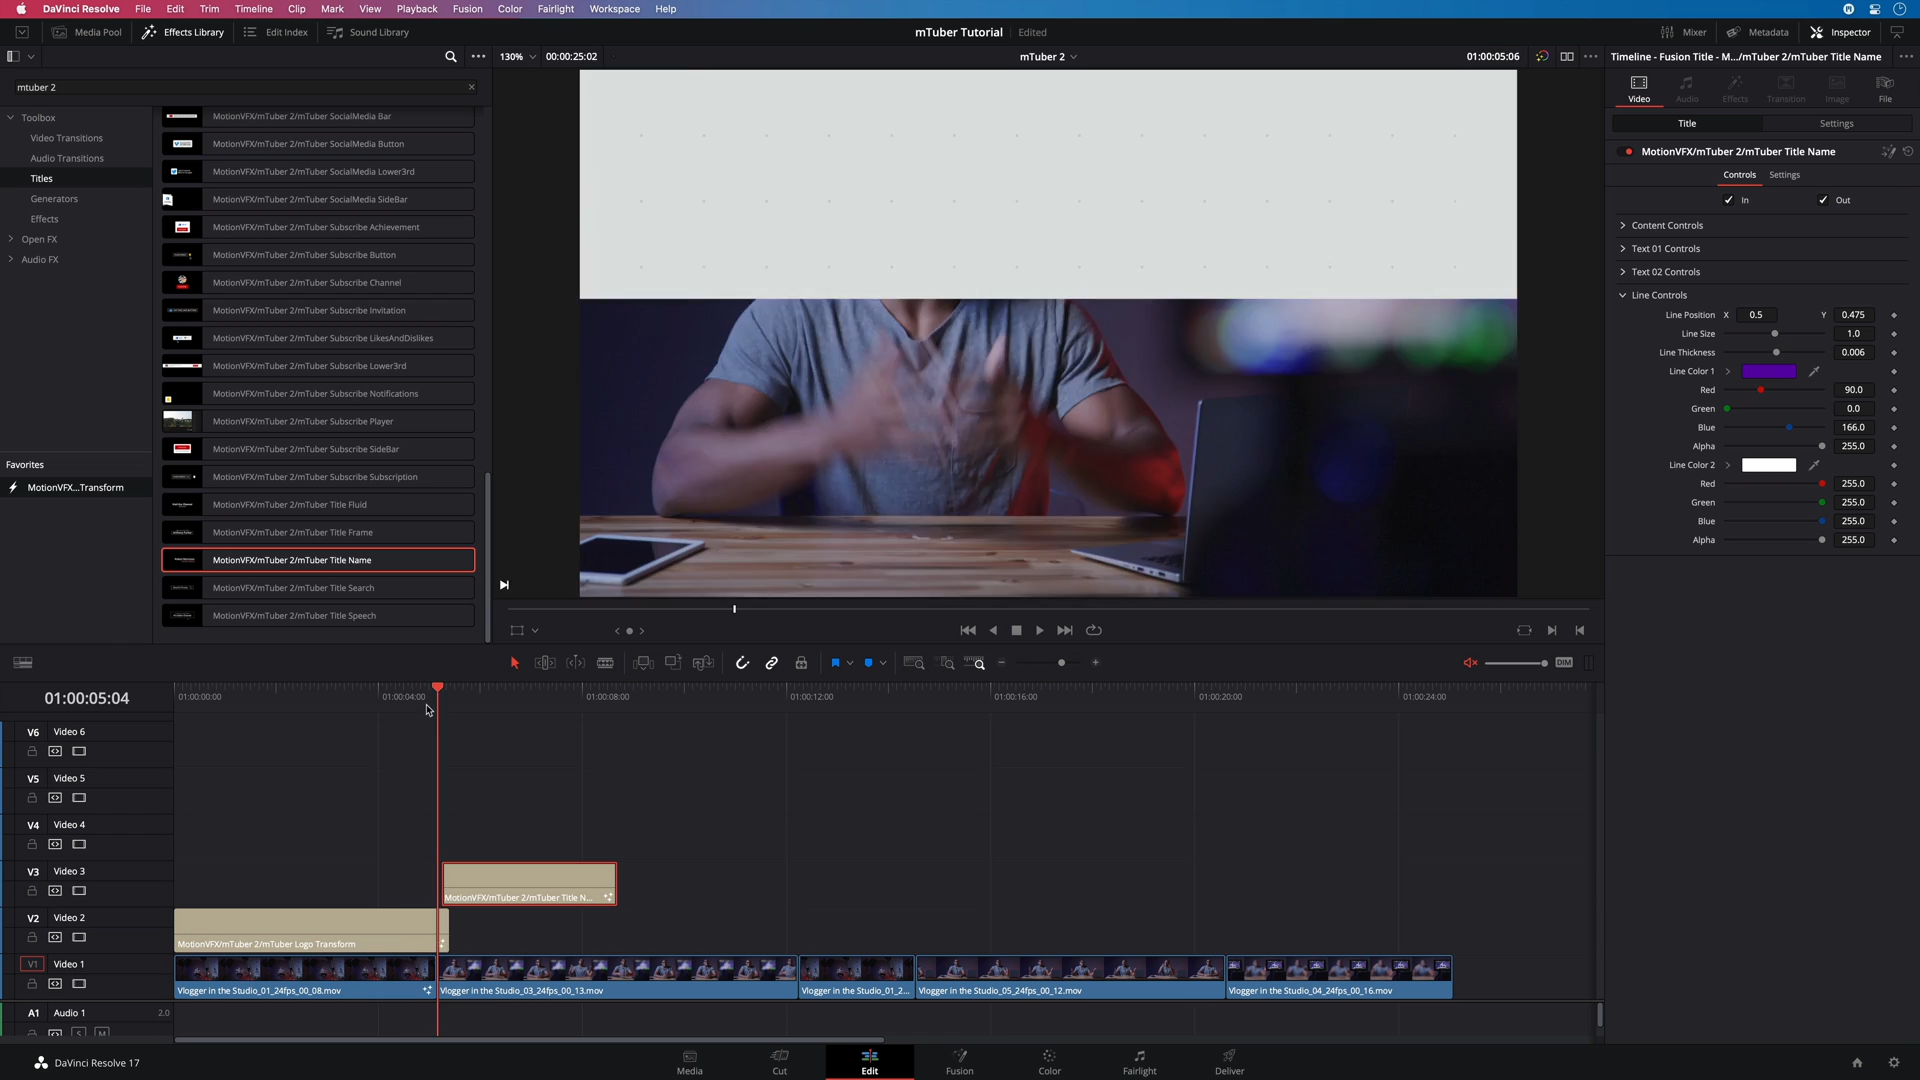 DaVinci Resolve File Edit Trim Timeline Clip Mark View Playback Fusion Color Fairlight Workspace Help
Media Pool Effects Library Edit Index Sound Library mTuber Tutorial Edited Mixer Metadata Inspector
130% 00:00:25:02 mTuber 2 01:00:05:06 Timeline - Fusion Title - M.../mTuber 2/mTuber Title Name
mtuber 2
Toolbox
Video Transitions
Audio Transitions
Titles
Generators
Effects
Open FX
Audio FX
Favorites
MotionVFX...Transform
MotionVFX/mTuber 2/mTuber SocialMedia Bar
MotionVFX/mTuber 2/mTuber SocialMedia Button
MotionVFX/mTuber 2/mTuber SocialMedia Lower3rd
MotionVFX/mTuber 2/mTuber SocialMedia SideBar
MotionVFX/mTuber 2/mTuber Subscribe Achievement
MotionVFX/mTuber 2/mTuber Subscribe Button
MotionVFX/mTuber 2/mTuber Subscribe Channel
MotionVFX/mTuber 2/mTuber Subscribe Invitation
MotionVFX/mTuber 2/mTuber Subscribe LikesAndDislikes
MotionVFX/mTuber 2/mTuber Subscribe Lower3rd
MotionVFX/mTuber 2/mTuber Subscribe Notifications
MotionVFX/mTuber 2/mTuber Subscribe Player
MotionVFX/mTuber 2/mTuber Subscribe SideBar
MotionVFX/mTuber 2/mTuber Subscribe Subscription
MotionVFX/mTuber 2/mTuber Title Fluid
MotionVFX/mTuber 2/mTuber Title Frame
MotionVFX/mTuber 2/mTuber Title Name
MotionVFX/mTuber 2/mTuber Title Search
MotionVFX/mTuber 2/mTuber Title Speech
Video Audio Effects Transition Image File
Title Settings
MotionVFX/mTuber 2/mTuber Title Name
Controls Settings
In Out
Content Controls
Text 01 Controls
Text 02 Controls
Line Controls
Line Position X 0.5 Y 0.475
Line Size 1.0
Line Thickness 0.006
Line Color 1
Red 90.0
Green 0.0
Blue 166.0
Alpha 255.0
Line Color 2
Red 255.0
Green 255.0
Blue 255.0
Alpha 255.0
DIM
01:00:05:04 01:00:00:00 01:00:04:00 01:00:08:00 01:00:12:00 01:00:16:00 01:00:20:00 01:00:24:00
V6 Video 6
V5 Video 5
V4 Video 4
V3 Video 3
MotionVFX/mTuber 2/mTuber Title N...
V2 Video 2
MotionVFX/mTuber 2/mTuber Logo Transform
V1 Video 1
Vlogger in the Studio_01_24fps_00_08.mov Vlogger in the Studio_03_24fps_00_13.mov Vlogger in the Studio_01_2... Vlogger in the Studio_05_24fps_00_12.mov Vlogger in the Studio_04_24fps_00_16.mov
A1 Audio 1 2.0
S M
DaVinci Resolve 17 Media Cut Edit Fusion Color Fairlight Deliver